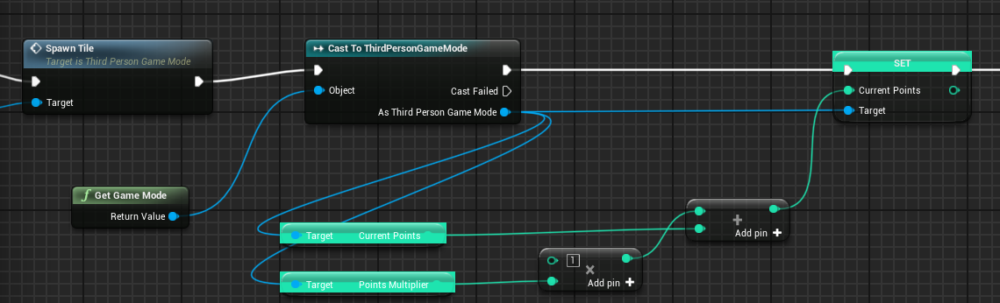 Spawn Tile
Target is Third Person Game Mode
Target
Cast To ThirdPersonGameMode
Object
Cast Failed
As Third Person Game Mode
SET
Current Points
Target
f Get Game Mode
Return Value
Target Current Points
Target Points Multiplier
1
×
Add pin +
+
Add pin +